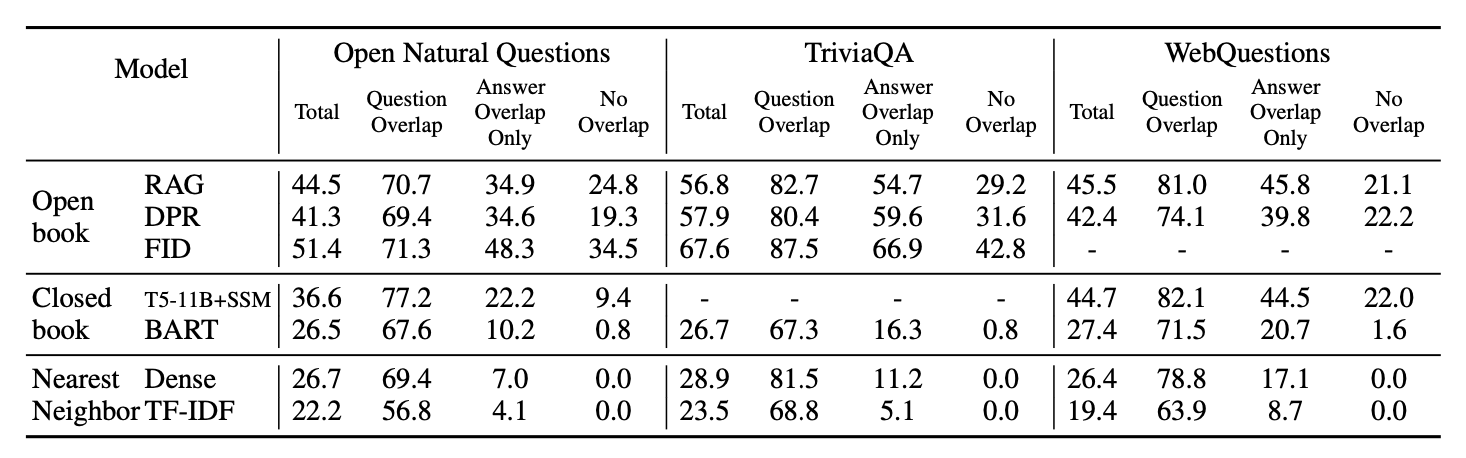 Model Open Natural Questions TriviaQA WebQuestions
Total Question Overlap Answer Overlap Only No Overlap Total Question Overlap Answer Overlap Only No Overlap Total Question Overlap Answer Overlap Only No Overlap
Open book
RAG 44.5 70.7 34.9 24.8 56.8 82.7 54.7 29.2 45.5 81.0 45.8 21.1
DPR 41.3 69.4 34.6 19.3 57.9 80.4 59.6 31.6 42.4 74.1 39.8 22.2
FID 51.4 71.3 48.3 34.5 67.6 87.5 66.9 42.8 - - - -
Closed book
T5-11B+SSM 36.6 77.2 22.2 9.4 - - - - 44.7 82.1 44.5 22.0
BART 26.5 67.6 10.2 0.8 26.7 67.3 16.3 0.8 27.4 71.5 20.7 1.6
Nearest Neighbor
Dense 26.7 69.4 7.0 0.0 28.9 81.5 11.2 0.0 26.4 78.8 17.1 0.0
TF-IDF 22.2 56.8 4.1 0.0 23.5 68.8 5.1 0.0 19.4 63.9 8.7 0.0